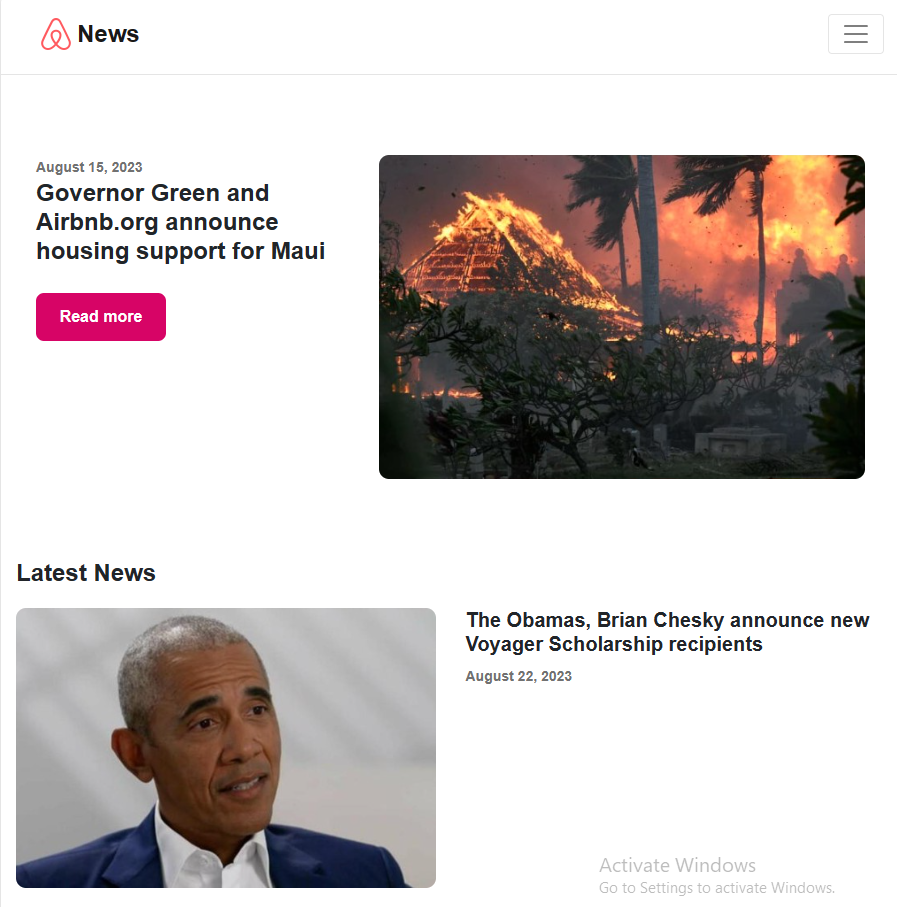 News
August 15, 2023
Governor Green and
Airbnb.org announce
housing support for Maui
Read more
Latest News
The Obamas, Brian Chesky announce new
Voyager Scholarship recipients
August 22, 2023
Activate Windows
Go to Settings to activate Windows.